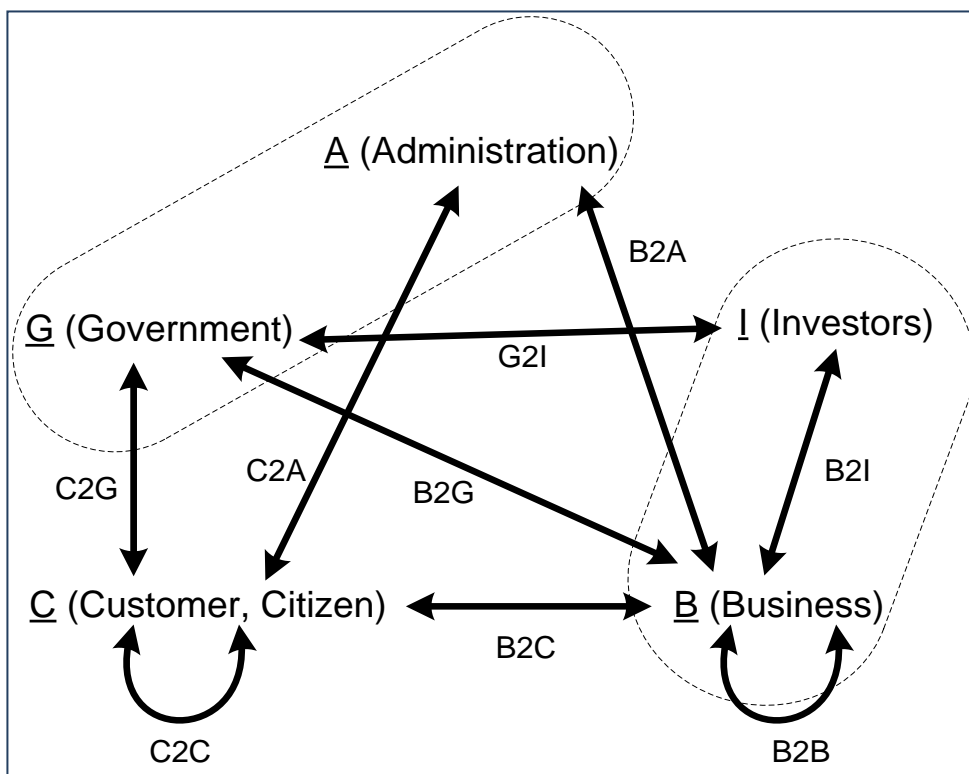 A (Administration)
B2A
G (Government)
I (Investors)
G2I
C2G
C2A
B2G
B2I
C (Customer, Citizen)
B (Business)
B2C
C2C
B2B